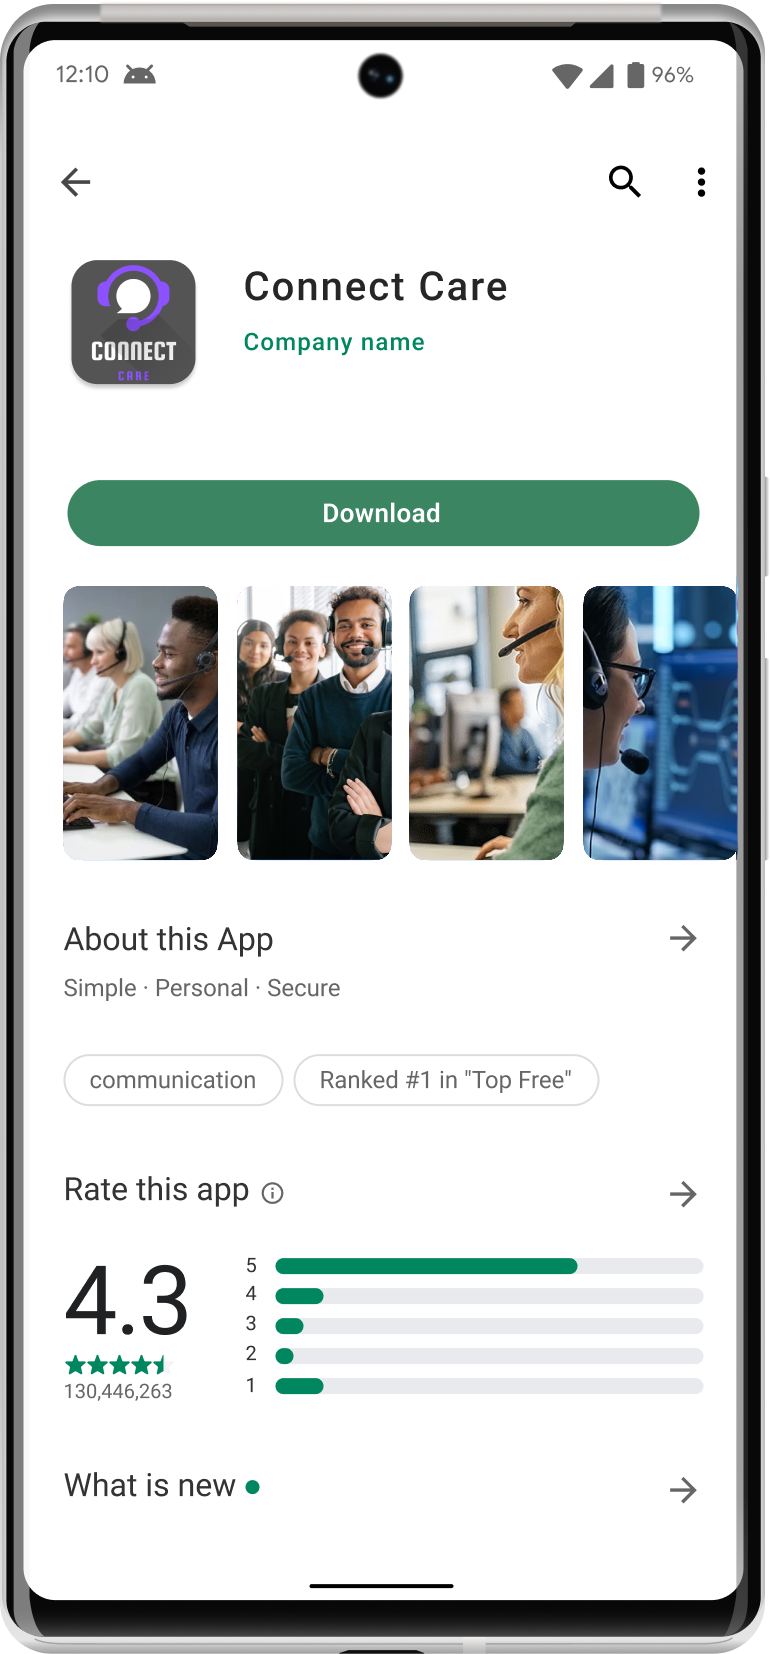 12:10
96%
CONNECT
CARE
Connect Care
Company name
Download
About this App
Simple · Personal · Secure
communication
Ranked #1 in "Top Free"
Rate this app
4.3
130,446,263
5
4
3
2
1
What is new